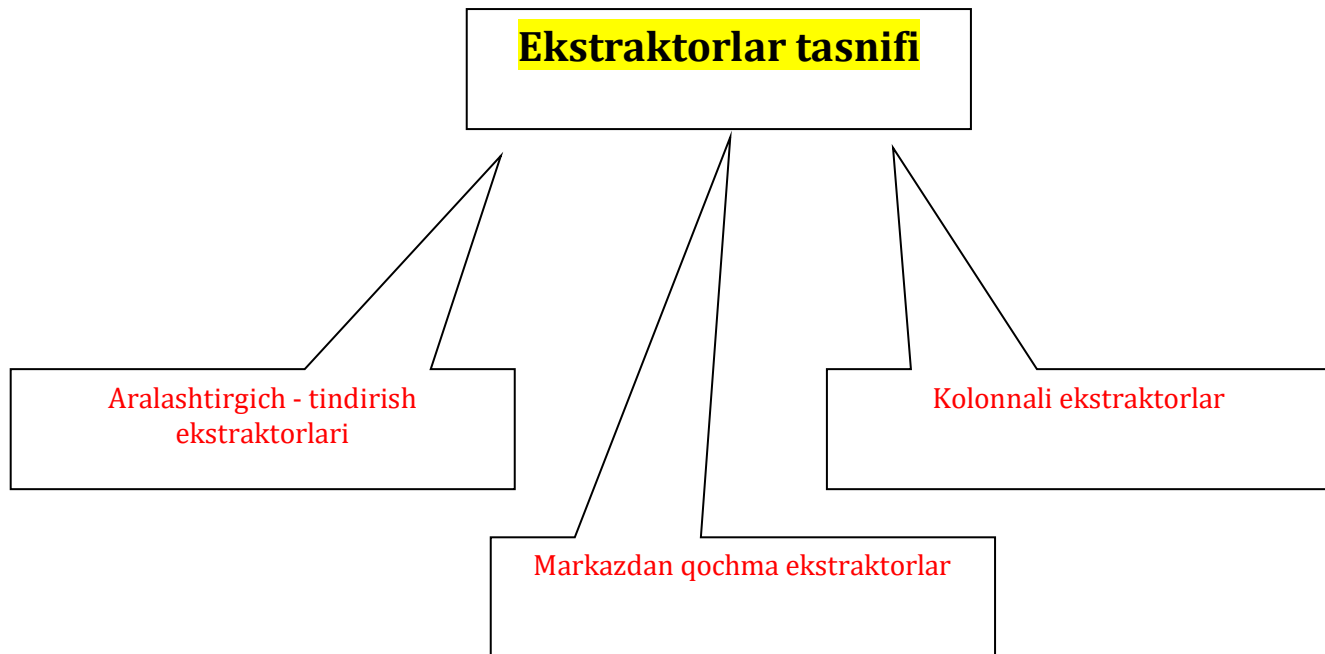 Ekstraktorlar tasnifi
Aralashtirgich - tindirish
ekstraktorlari
Kolonnali ekstraktorlar
Markazdan qochma ekstraktorlar